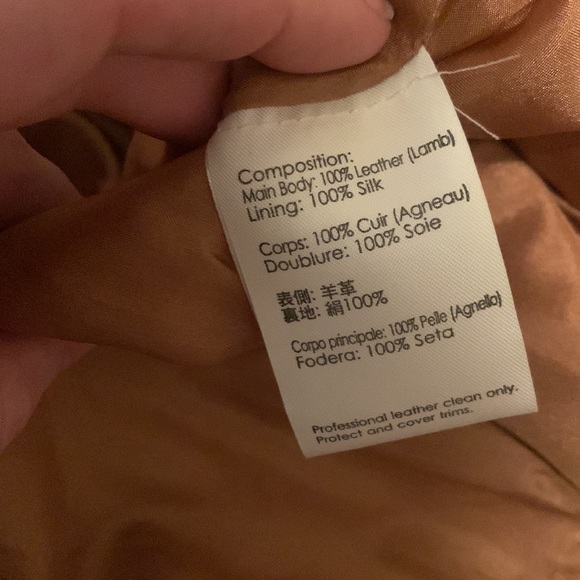 Composition:
Main Body: 100% Leather (Lamb)
Lining: 100% Silk
Corps: 100% Cuir (Agneau)
Doublure: 100% Soie
表側: 羊革
裏地: 絹100%
Corpo principale: 100% Pelle (Agnello)
Fodera: 100% Seta
Professional leather clean only.
Protect and cover trims.